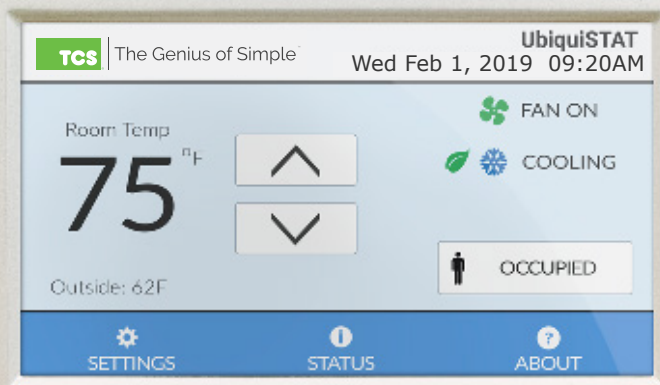 TCS The Genius of Simple
UbiquiSTAT
Wed Feb 1, 2019 09:20AM
FAN ON
Room Temp
75 °F
COOLING
OCCUPIED
Outside: 62F
SETTINGS
STATUS
ABOUT